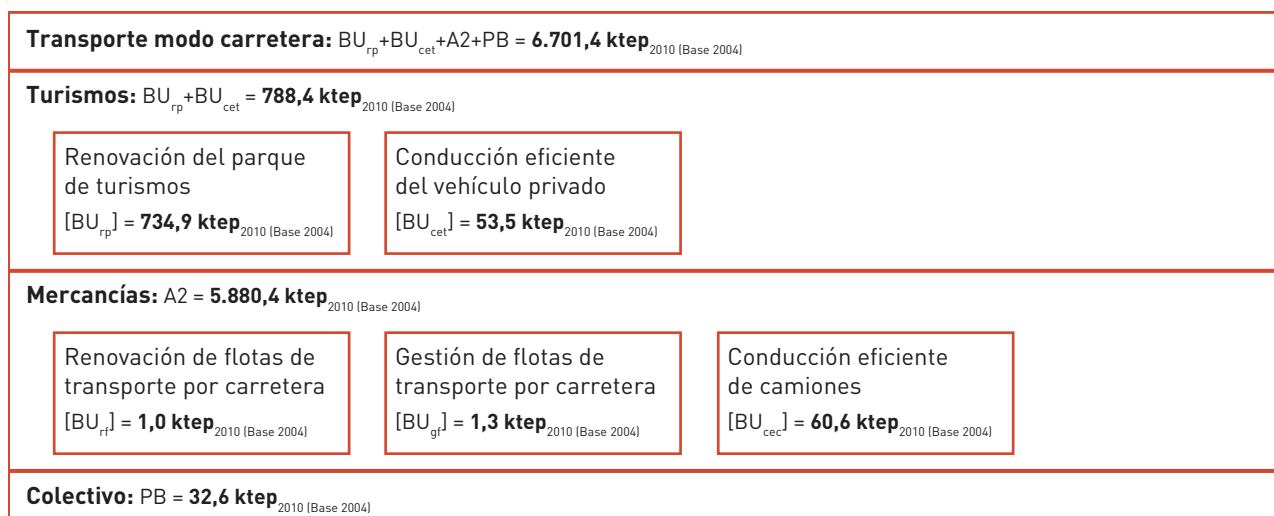 Transporte modo carretera: BUrp+BUcet+A2+PB = 6.701,4 ktep2010 (Base 2004)
Turismos: BUrp+BUcet = 788,4 ktep2010 (Base 2004)
Renovación del parque
de turismos
[BUrp] = 734,9 ktep2010 (Base 2004)
Conducción eficiente
del vehículo privado
[BUcet] = 53,5 ktep2010 (Base 2004)
Mercancías: A2 = 5.880,4 ktep2010 (Base 2004)
Renovación de flotas de
transporte por carretera
[BUrf] = 1,0 ktep2010 (Base 2004)
Gestión de flotas de
transporte por carretera
[BUgf] = 1,3 ktep2010 (Base 2004)
Conducción eficiente
de camiones
[BUcec] = 60,6 ktep2010 (Base 2004)
Colectivo: PB = 32,6 ktep2010 (Base 2004)